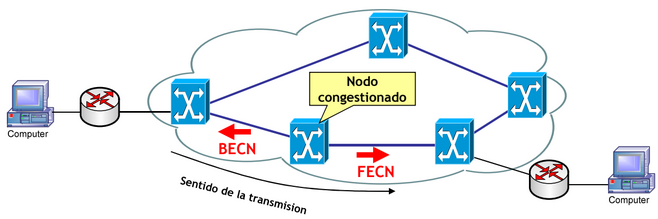 Nodo
congestionado
BECN
FECN
Computer
Sentido de la transmision
Computer